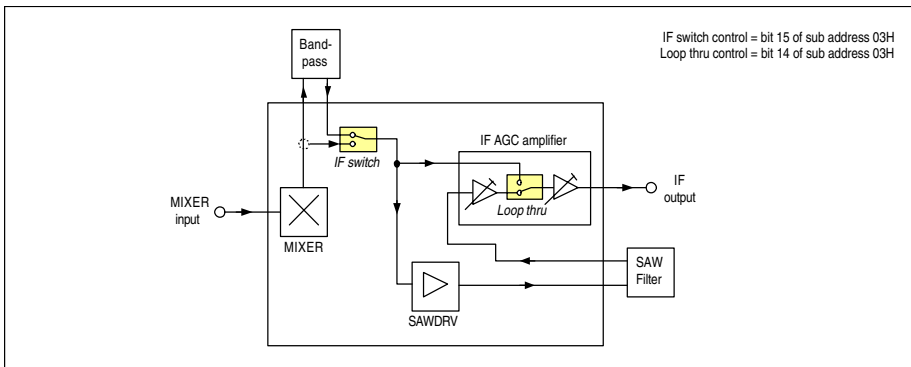 IF switch control = bit 15 of sub address 03H
Loop thru control = bit 14 of sub address 03H
Band-
pass
IF switch
IF AGC amplifier
Loop thru
IF
output
MIXER
input
MIXER
SAWDRV
SAW
Filter